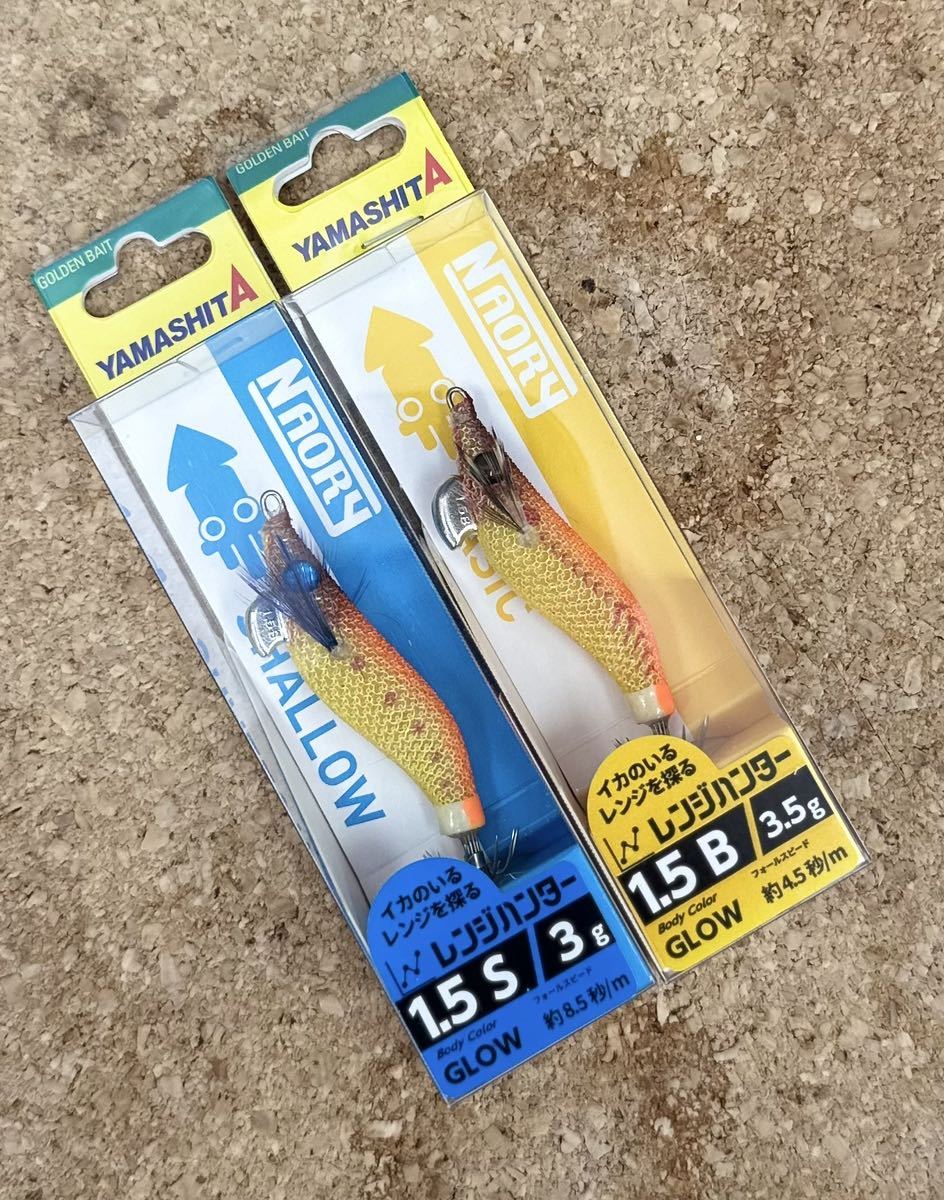 GOLDEN BAIT
YAMASHITA
NAORY
SHALLOW
イカのいる
レンジを探る
レンジハンター
1.5 S / 3g
Body Color
GLOW
フォールスピード
約8.5秒/m
GOLDEN BAIT
YAMASHITA
NAORY
ASIC
イカのいる
レンジを探る
レンジハンター
1.5 B / 3.5g
Body Color
GLOW
フォールスピード
約4.5秒/m